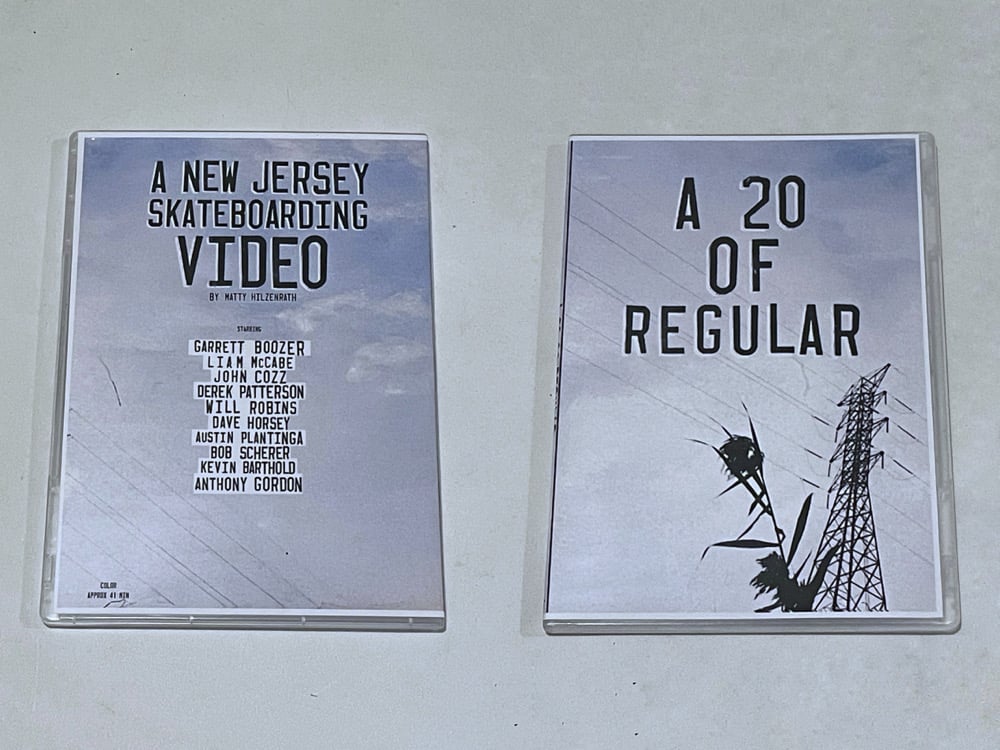 A NEW JERSEY
SKATEBOARDING
VIDEO
BY MATTY HILZENRATH
STARRING
GARRETT BOOZER
LIAM McCABE
JOHN COZZ
DEREK PATTERSON
WILL ROBINS
DAVE HORSEY
AUSTIN PLANTINGA
BOB SCHERER
KEVIN BARTHOLD
ANTHONY GORDON
COLOR
APPROX 41 MIN
A 20
OF
REGULAR